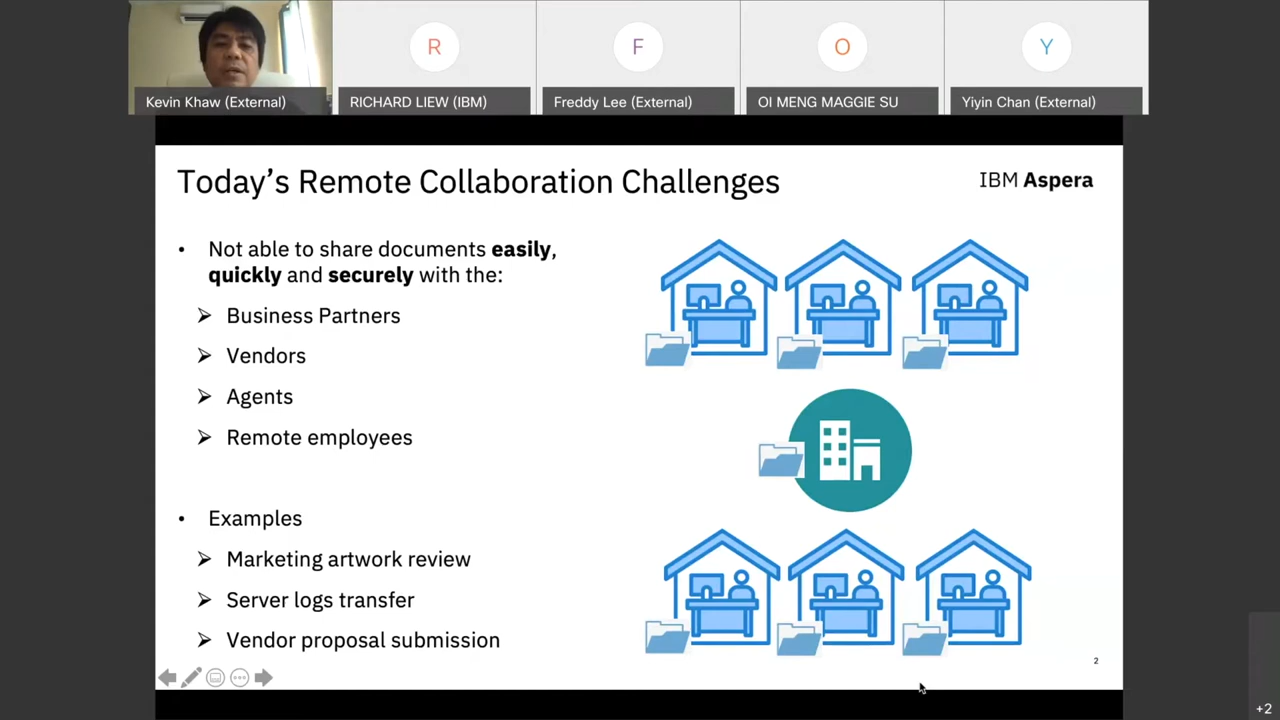 R
F
O
Y
Kevin Khaw (External)
RICHARD LIEW (IBM)
Freddy Lee (External)
OI MENG MAGGIE SU
Yiyin Chan (External)
Today's Remote Collaboration Challenges
IBM Aspera
• Not able to share documents easily,
quickly and securely with the:
➢ Business Partners
➢ Vendors
➢ Agents
➢ Remote employees
• Examples
➢ Marketing artwork review
➢ Server logs transfer
➢ Vendor proposal submission
2
+2